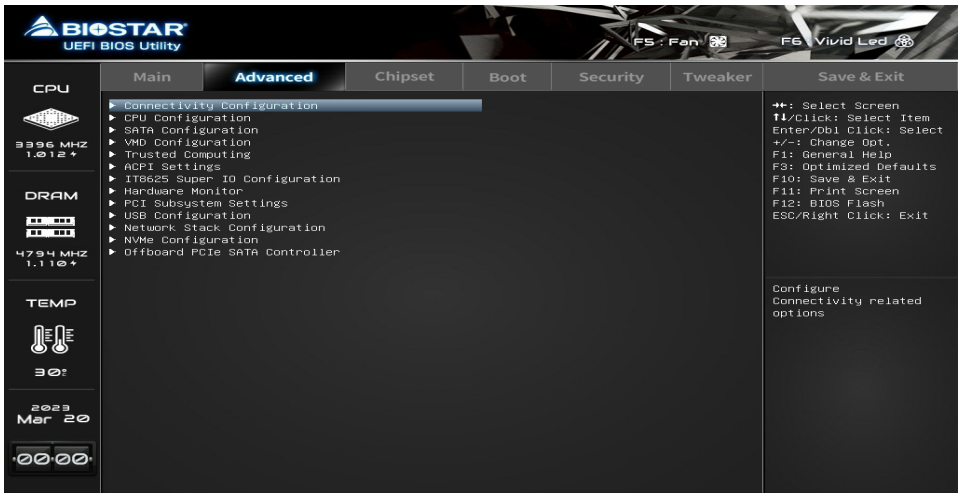 BIOSTAR®
UEFI BIOS Utility
F5 : Fan
F6 Vivid Led
Main
Advanced
Chipset
Boot
Security
Tweaker
Save & Exit
CPU
3396 MHZ
1.012
DRAM
4794 MHZ
1.110
TEMP
30°
2023
Mar 20
00:00
Connectivity Configuration
CPU Configuration
SATA Configuration
VMD Configuration
Trusted Computing
ACPI Settings
IT8625 Super IO Configuration
Hardware Monitor
PCI Subsystem Settings
USB Configuration
Network Stack Configuration
NVMe Configuration
Offboard PCIe SATA Controller
→←: Select Screen
↑↓/Click: Select Item
Enter/Dbl Click: Select
+/-: Change Opt.
F1: General Help
F3: Optimized Defaults
F10: Save & Exit
F11: Print Screen
F12: BIOS Flash
ESC/Right Click: Exit
Configure
Connectivity related
options